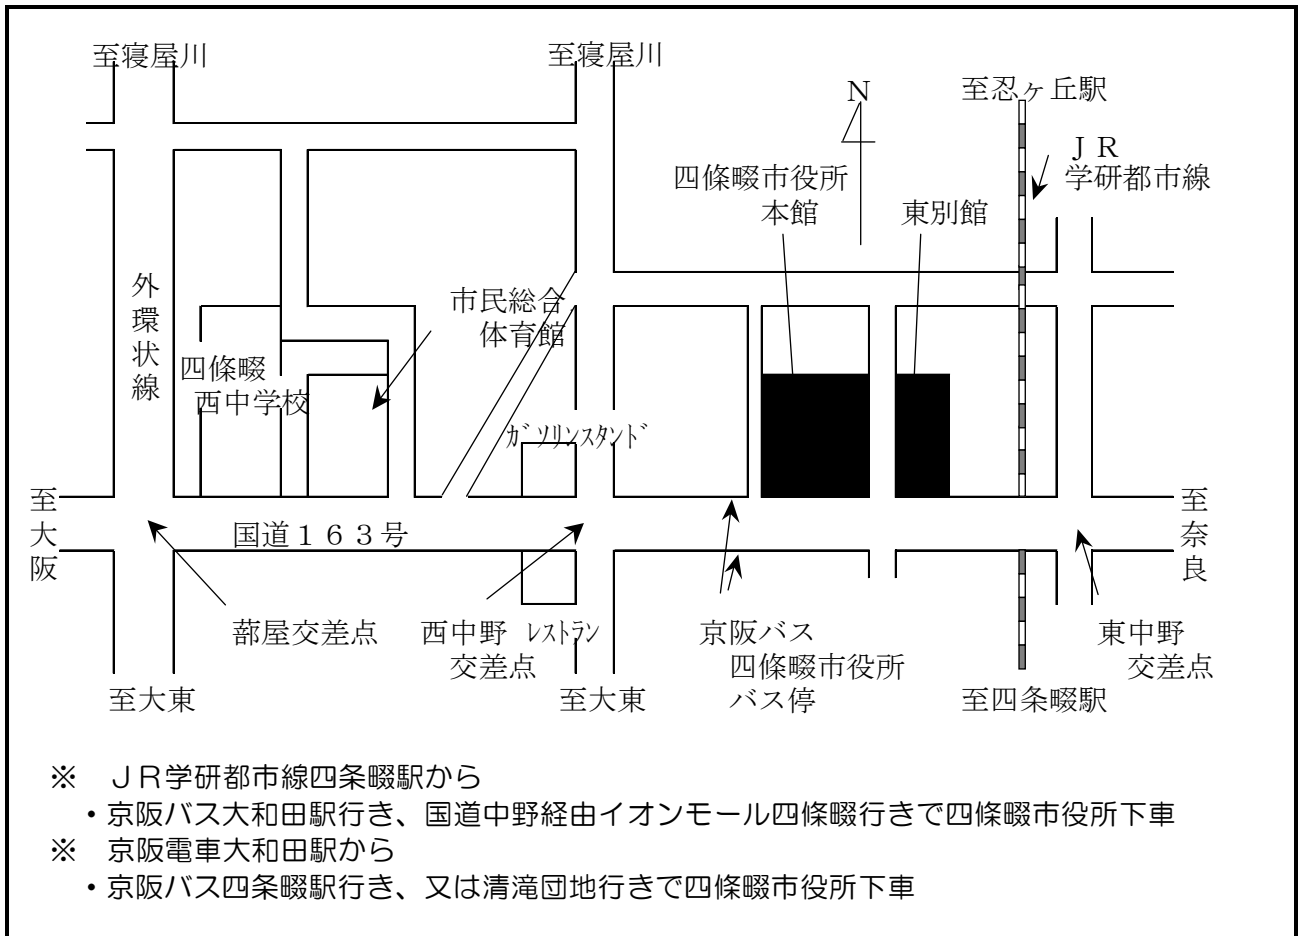 至寝屋川
至寝屋川
N
至忍ヶ丘駅
ＪＲ
学研都市線
四條畷市役所
本館
東別館
外環状線
市民総合
体育館
四條畷
西中学校
ｶﾞｿﾘﾝｽﾀﾝﾄﾞ
至大阪
国道１６３号
至奈良
蔀屋交差点
西中野
交差点
ﾚｽﾄﾗﾝ
京阪バス
四條畷市役所
バス停
東中野
交差点
至大東
至大東
至四条畷駅
※　ＪＲ学研都市線四条畷駅から
・京阪バス大和田駅行き、国道中野経由イオンモール四條畷行きで四條畷市役所下車
※　京阪電車大和田駅から
・京阪バス四条畷駅行き、又は清滝団地行きで四條畷市役所下車